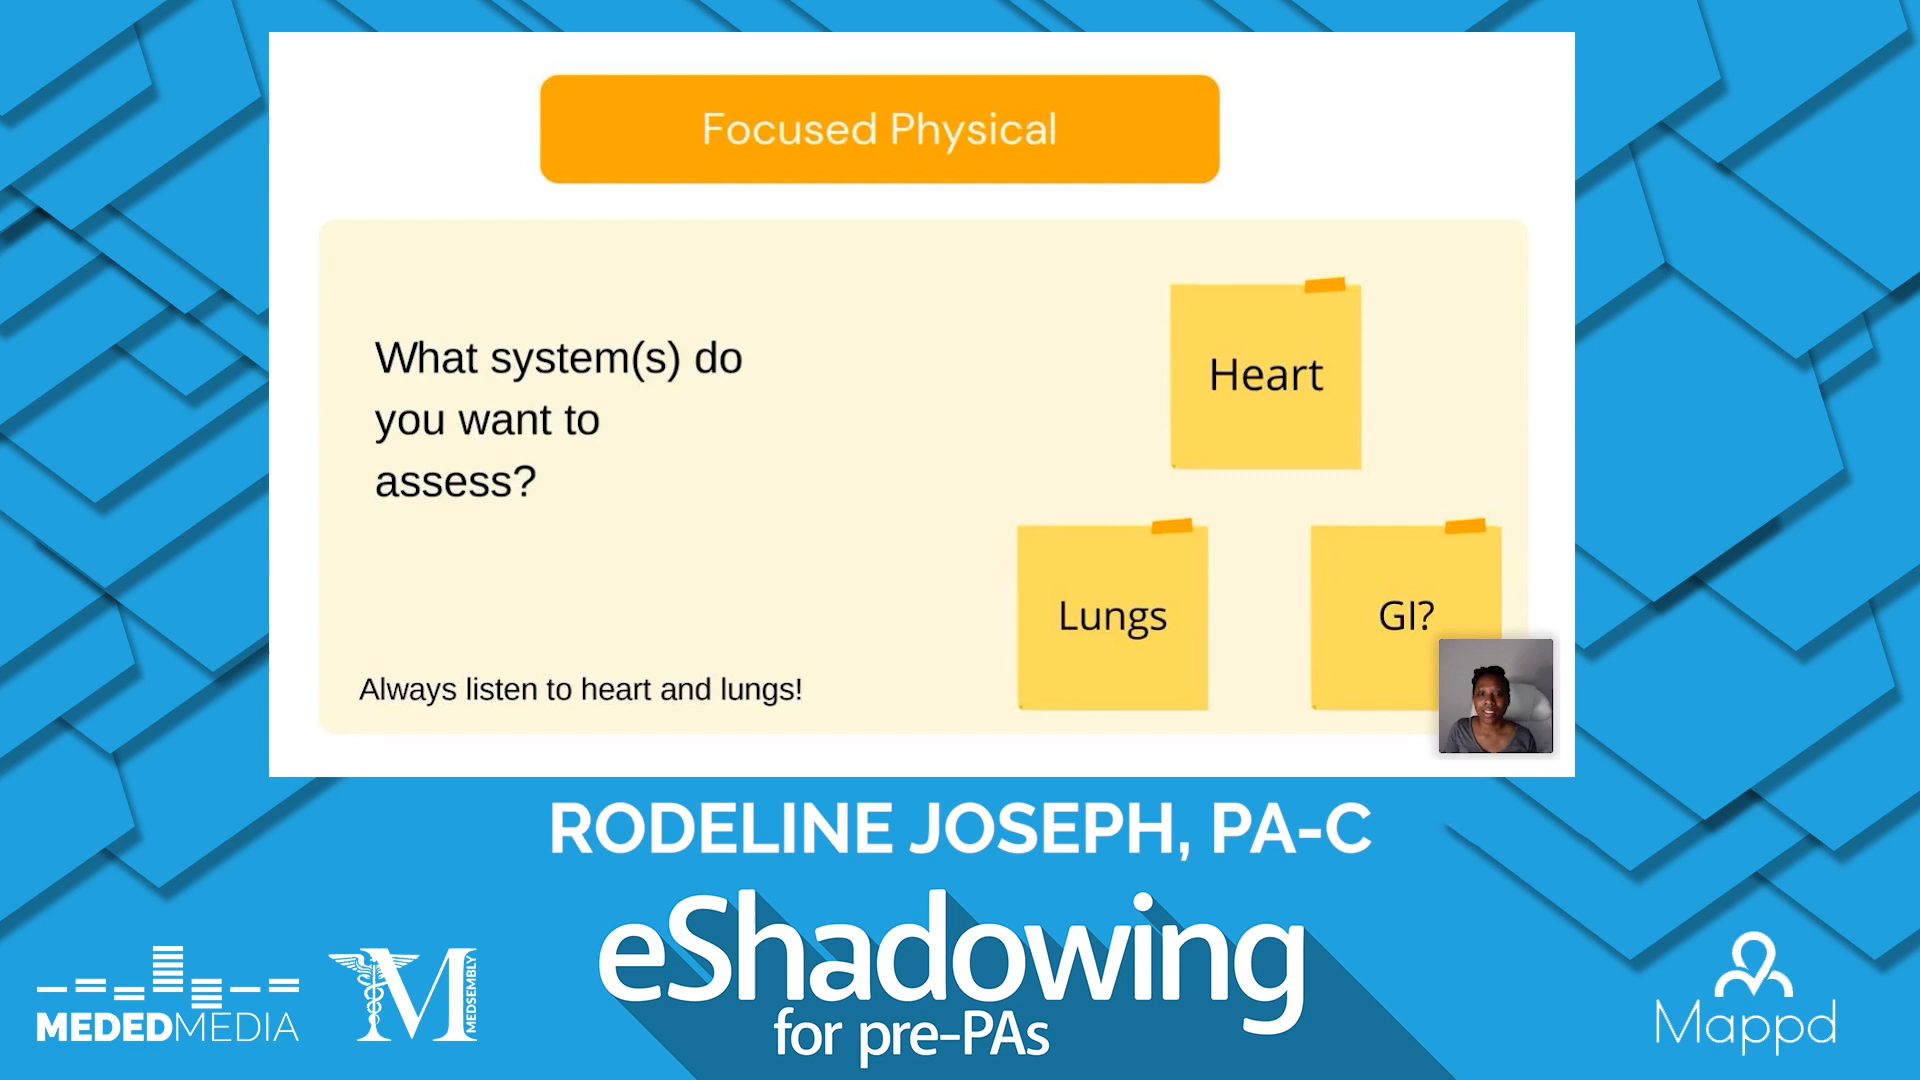 Focused Physical
What system(s) do
you want to
assess?
Heart
Lungs
GI?
Always listen to heart and lungs!
RODELINE JOSEPH, PA-C
eShadowing
for pre-PAs
MEDEDMEDIA
M
MEDSEMBLY
Mappd